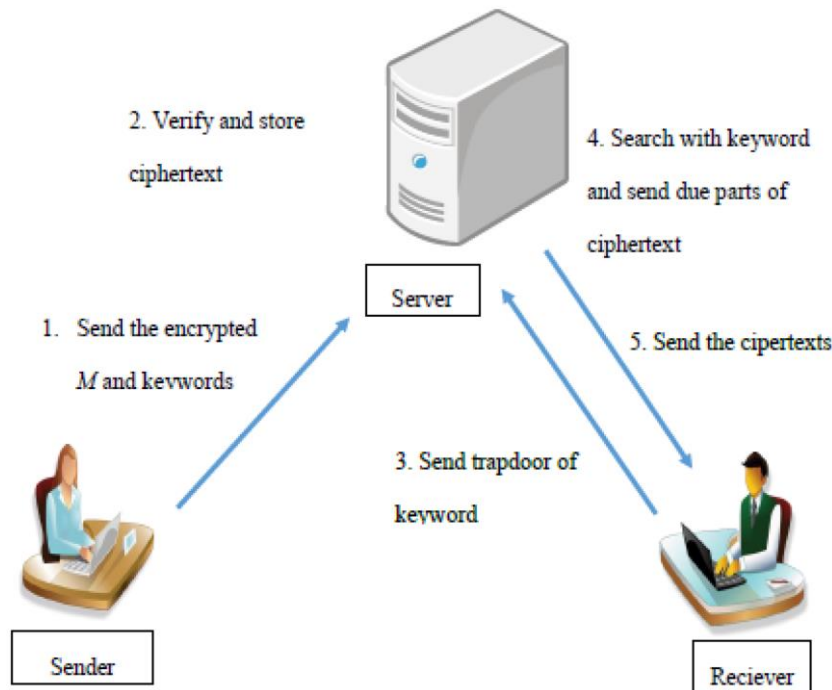 2. Verify and store
ciphertext
4. Search with keyword
and send due parts of
ciphertext
Server
1. Send the encrypted
M and keywords
5. Send the cipertexts
3. Send trapdoor of
keyword
Sender
Reciever